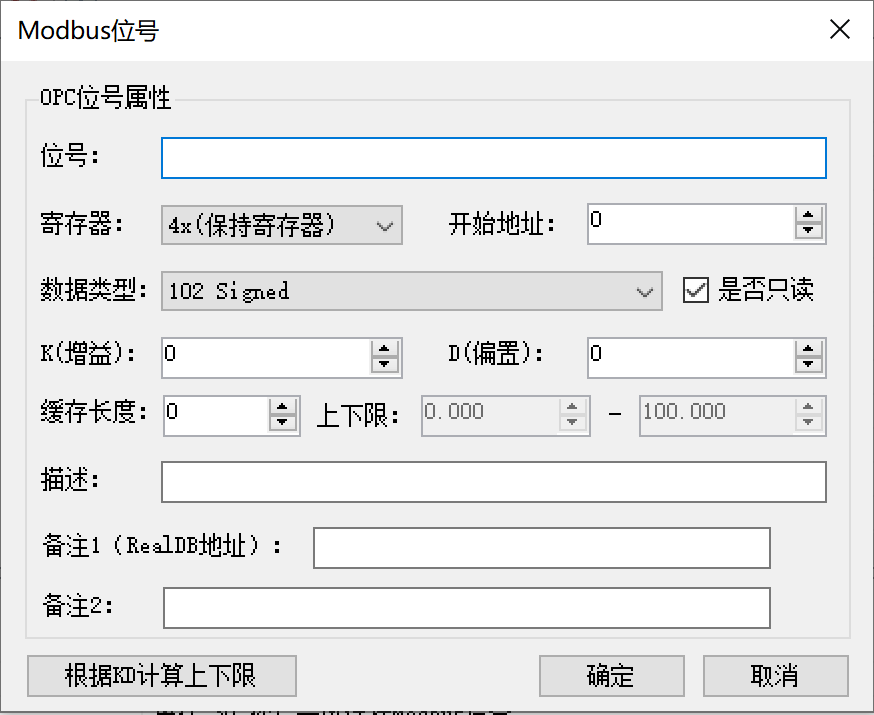 Modbus位号
OPC位号属性
位号：
寄存器： 4x(保持寄存器) 开始地址： 0
数据类型： 102 Signed 是否只读
K(增益)： 0 D(偏置)： 0
缓存长度： 0 上下限： 0.000 - 100.000
描述：
备注1（RealDB地址）：
备注2：
根据KD计算上下限 确定 取消